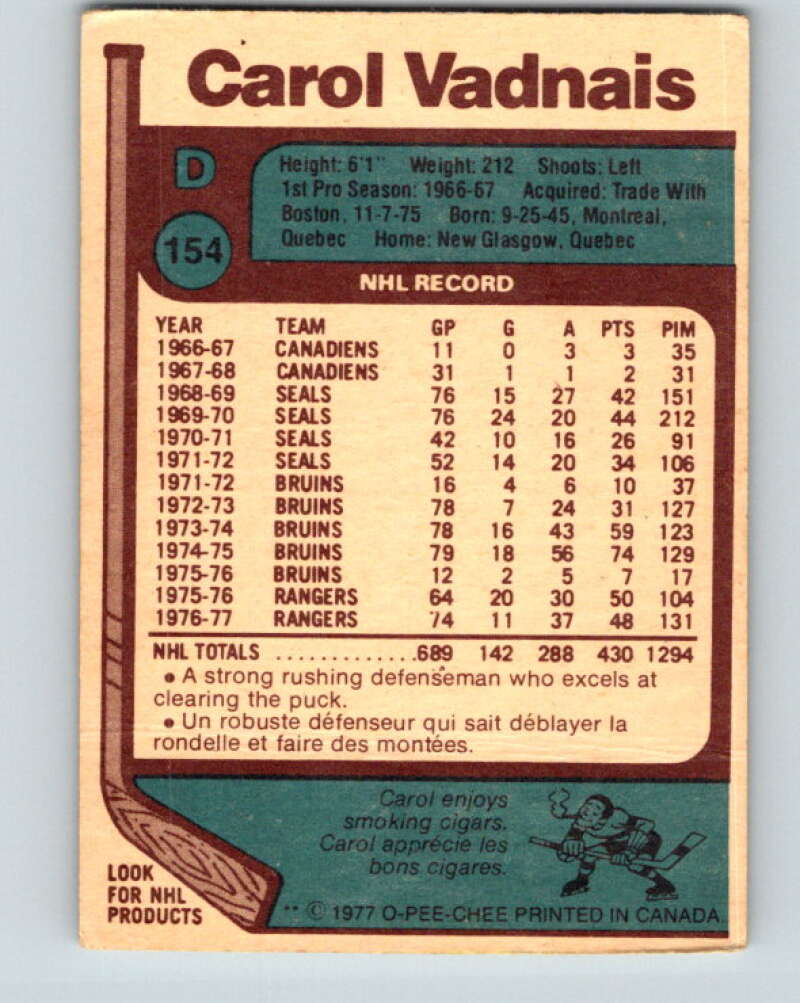 Carol Vadnais
D
154
Height: 6'1" Weight: 212 Shoots: Left
1st Pro Season: 1966-67 Acquired: Trade With
Boston, 11-7-75 Born: 9-25-45, Montreal,
Quebec Home: New Glasgow, Quebec
NHL RECORD
YEAR TEAM GP G A PTS PIM
1966-67 CANADIENS 11 0 3 3 35
1967-68 CANADIENS 31 1 1 2 31
1968-69 SEALS 76 15 27 42 151
1969-70 SEALS 76 24 20 44 212
1970-71 SEALS 42 10 16 26 91
1971-72 SEALS 52 14 20 34 106
1971-72 BRUINS 16 4 6 10 37
1972-73 BRUINS 78 7 24 31 127
1973-74 BRUINS 78 16 43 59 123
1974-75 BRUINS 79 18 56 74 129
1975-76 BRUINS 12 2 5 7 17
1975-76 RANGERS 64 20 30 50 104
1976-77 RANGERS 74 11 37 48 131
NHL TOTALS ..............689 142 288 430 1294
• A strong rushing defenseman who excels at
clearing the puck.
• Un robuste défenseur qui sait déblayer la
rondelle et faire des montées.
Carol enjoys
smoking cigars.
Carol apprécie les
bons cigares.
LOOK
FOR NHL
PRODUCTS
** © 1977 O-PEE-CHEE PRINTED IN CANADA